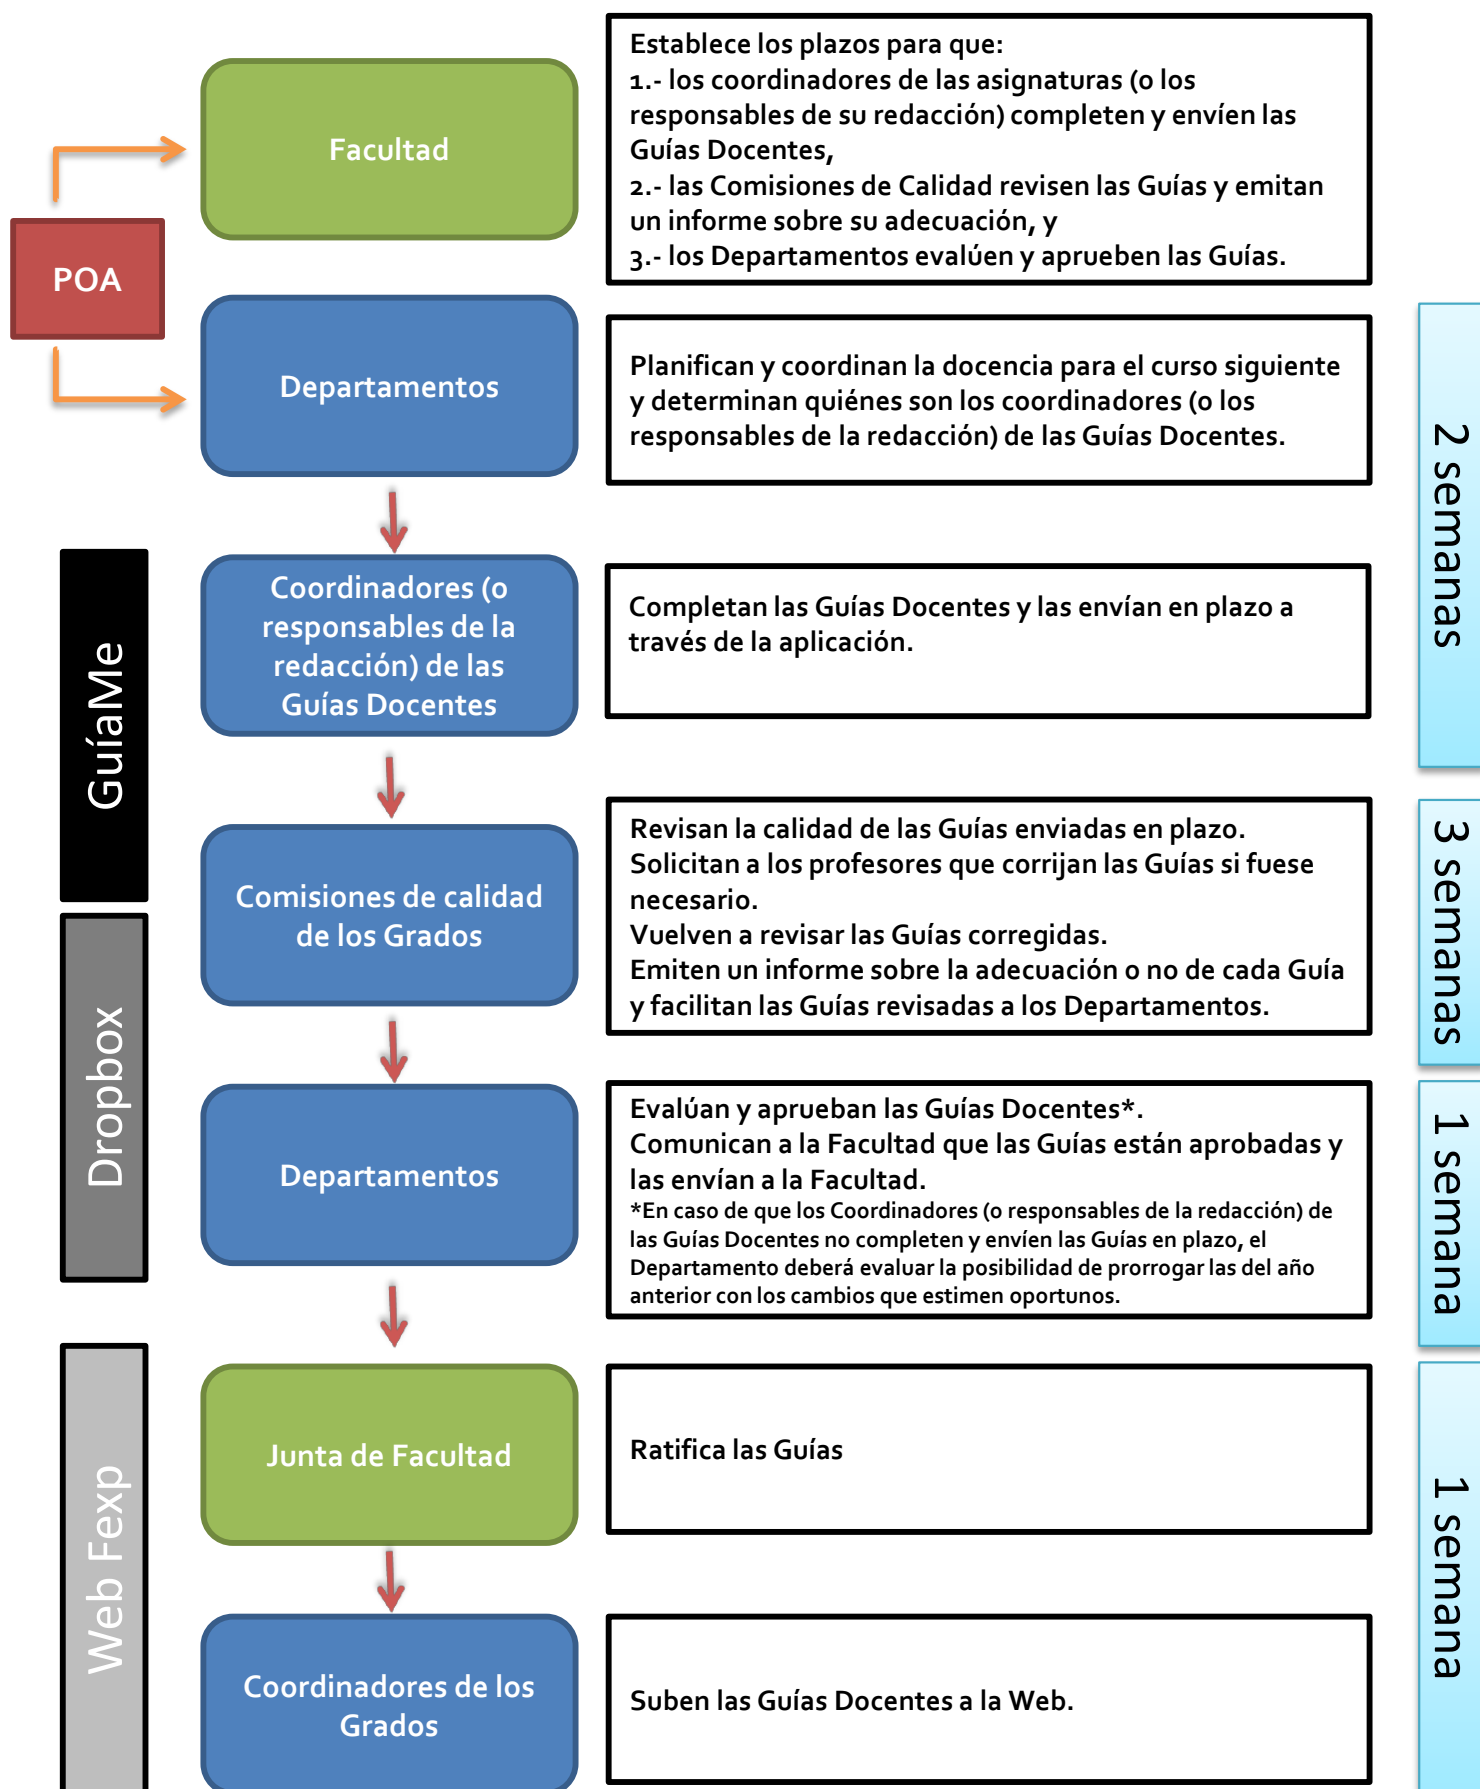 POA
Facultad
Establece los plazos para que:
1.- los coordinadores de las asignaturas (o los
responsables de su redacción) completen y envíen las
Guías Docentes,
2.- las Comisiones de Calidad revisen las Guías y emitan
un informe sobre su adecuación, y
3.- los Departamentos evalúen y aprueben las Guías.
Departamentos
Planifican y coordinan la docencia para el curso siguiente
y determinan quiénes son los coordinadores (o los
responsables de la redacción) de las Guías Docentes.
2 semanas
GuíaMe
Coordinadores (o
responsables de la
redacción) de las
Guías Docentes
Completan las Guías Docentes y las envían en plazo a
través de la aplicación.
Comisiones de calidad
de los Grados
Revisan la calidad de las Guías enviadas en plazo.
Solicitan a los profesores que corrijan las Guías si fuese
necesario.
Vuelven a revisar las Guías corregidas.
Emiten un informe sobre la adecuación o no de cada Guía
y facilitan las Guías revisadas a los Departamentos.
3 semanas
Dropbox
Departamentos
Evalúan y aprueban las Guías Docentes*.
Comunican a la Facultad que las Guías están aprobadas y
las envían a la Facultad.
*En caso de que los Coordinadores (o responsables de la redacción) de
las Guías Docentes no completen y envíen las Guías en plazo, el
Departamento deberá evaluar la posibilidad de prorrogar las del año
anterior con los cambios que estimen oportunos.
1 semana
Web Fexp
Junta de Facultad
Ratifica las Guías
Coordinadores de los
Grados
Suben las Guías Docentes a la Web.
1 semana